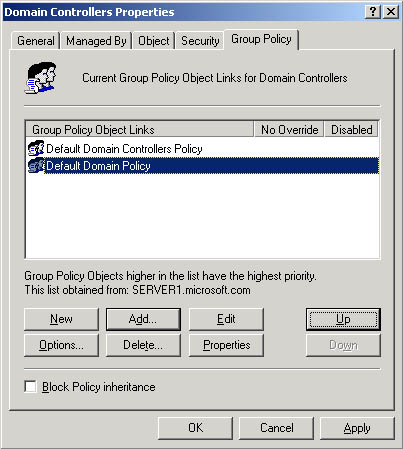 Domain Controllers Properties
General Managed By Object Security Group Policy
Current Group Policy Object Links for Domain Controllers
Group Policy Object Links No Override Disabled
Default Domain Controllers Policy
Default Domain Policy
Group Policy Objects higher in the list have the highest priority.
This list obtained from: SERVER1.microsoft.com
New Add... Edit Up
Options... Delete... Properties Down
Block Policy inheritance
OK Cancel Apply